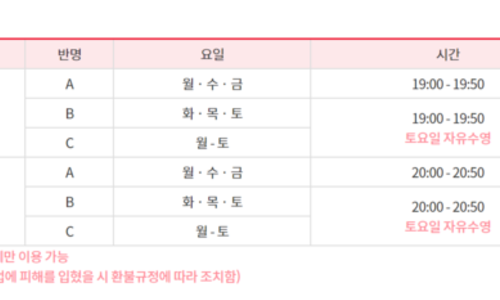 반명 요일 시간
A 월 · 수 · 금 19:00 - 19:50
B 화 · 목 · 토 19:00 - 19:50
토요일 자유수영
C 월 - 토
A 월 · 수 · 금 20:00 - 20:50
B 화 · 목 · 토 20:00 - 20:50
토요일 자유수영
C 월 - 토
만 이용 가능
에 피해를 입혔을 시 환불규정에 따라 조치함)